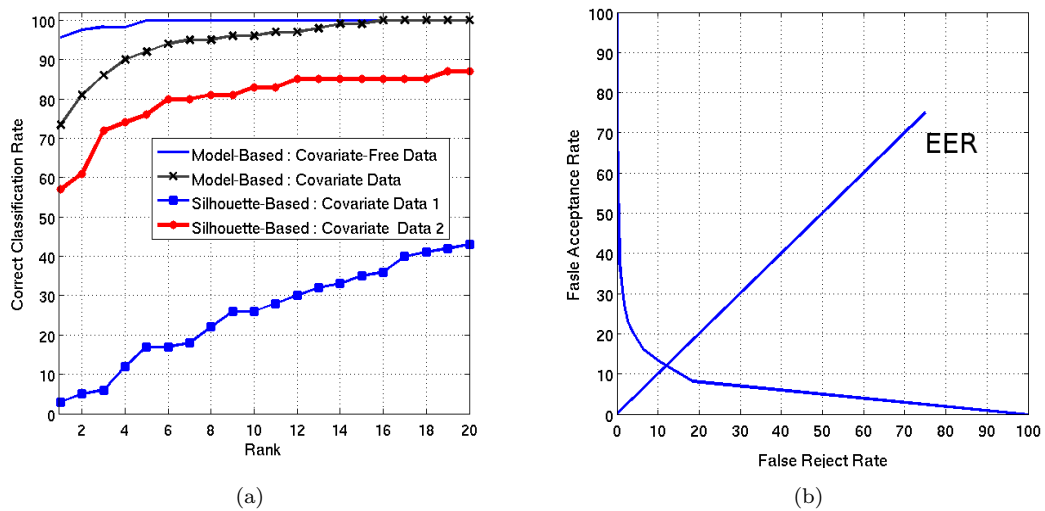 100
90
80
70
60
50
40
30
20
10
0
Correct Classification Rate
Model-Based : Covariate-Free Data
Model-Based : Covariate Data
Silhouette-Based : Covariate Data 1
Silhouette-Based : Covariate Data 2
2 4 6 8 10 12 14 16 18 20
Rank
(a)
100
90
80
70
60
50
40
30
20
10
0
Fasle Acceptance Rate
EER
0 10 20 30 40 50 60 70 80 90 100
False Reject Rate
(b)